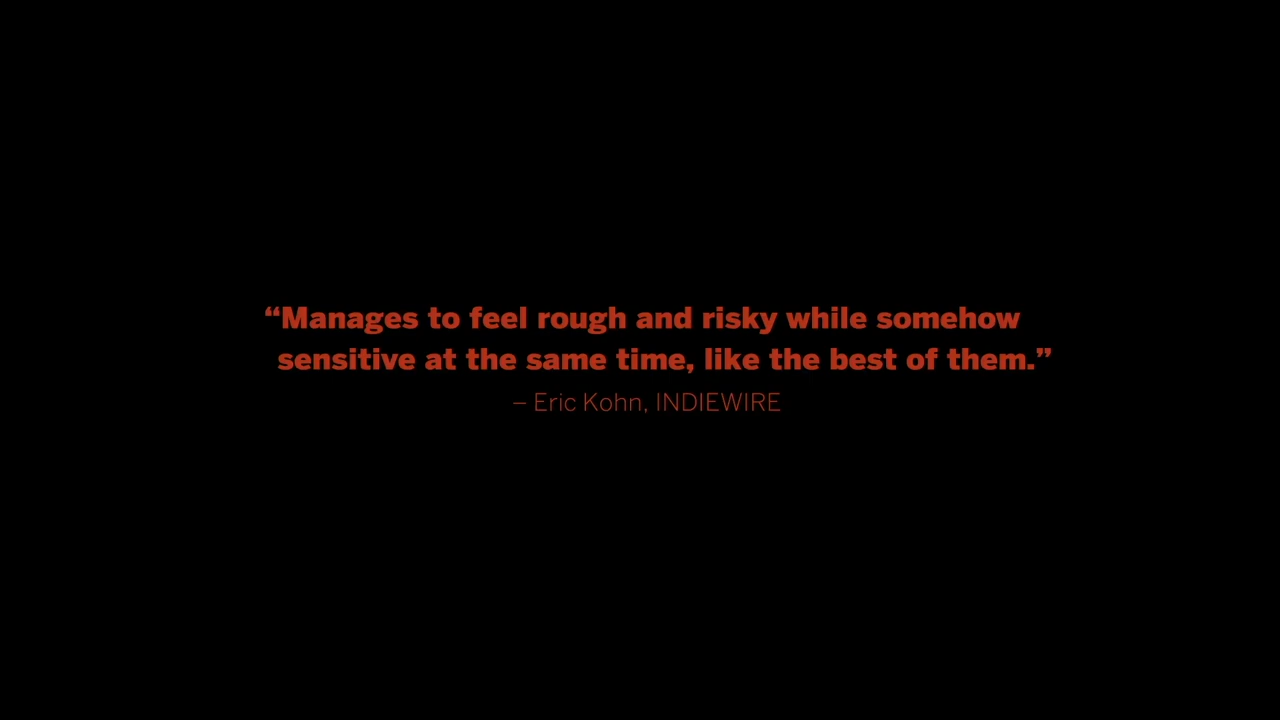 “Manages to feel rough and risky while somehow
sensitive at the same time, like the best of them.”
– Eric Kohn, INDIEWIRE